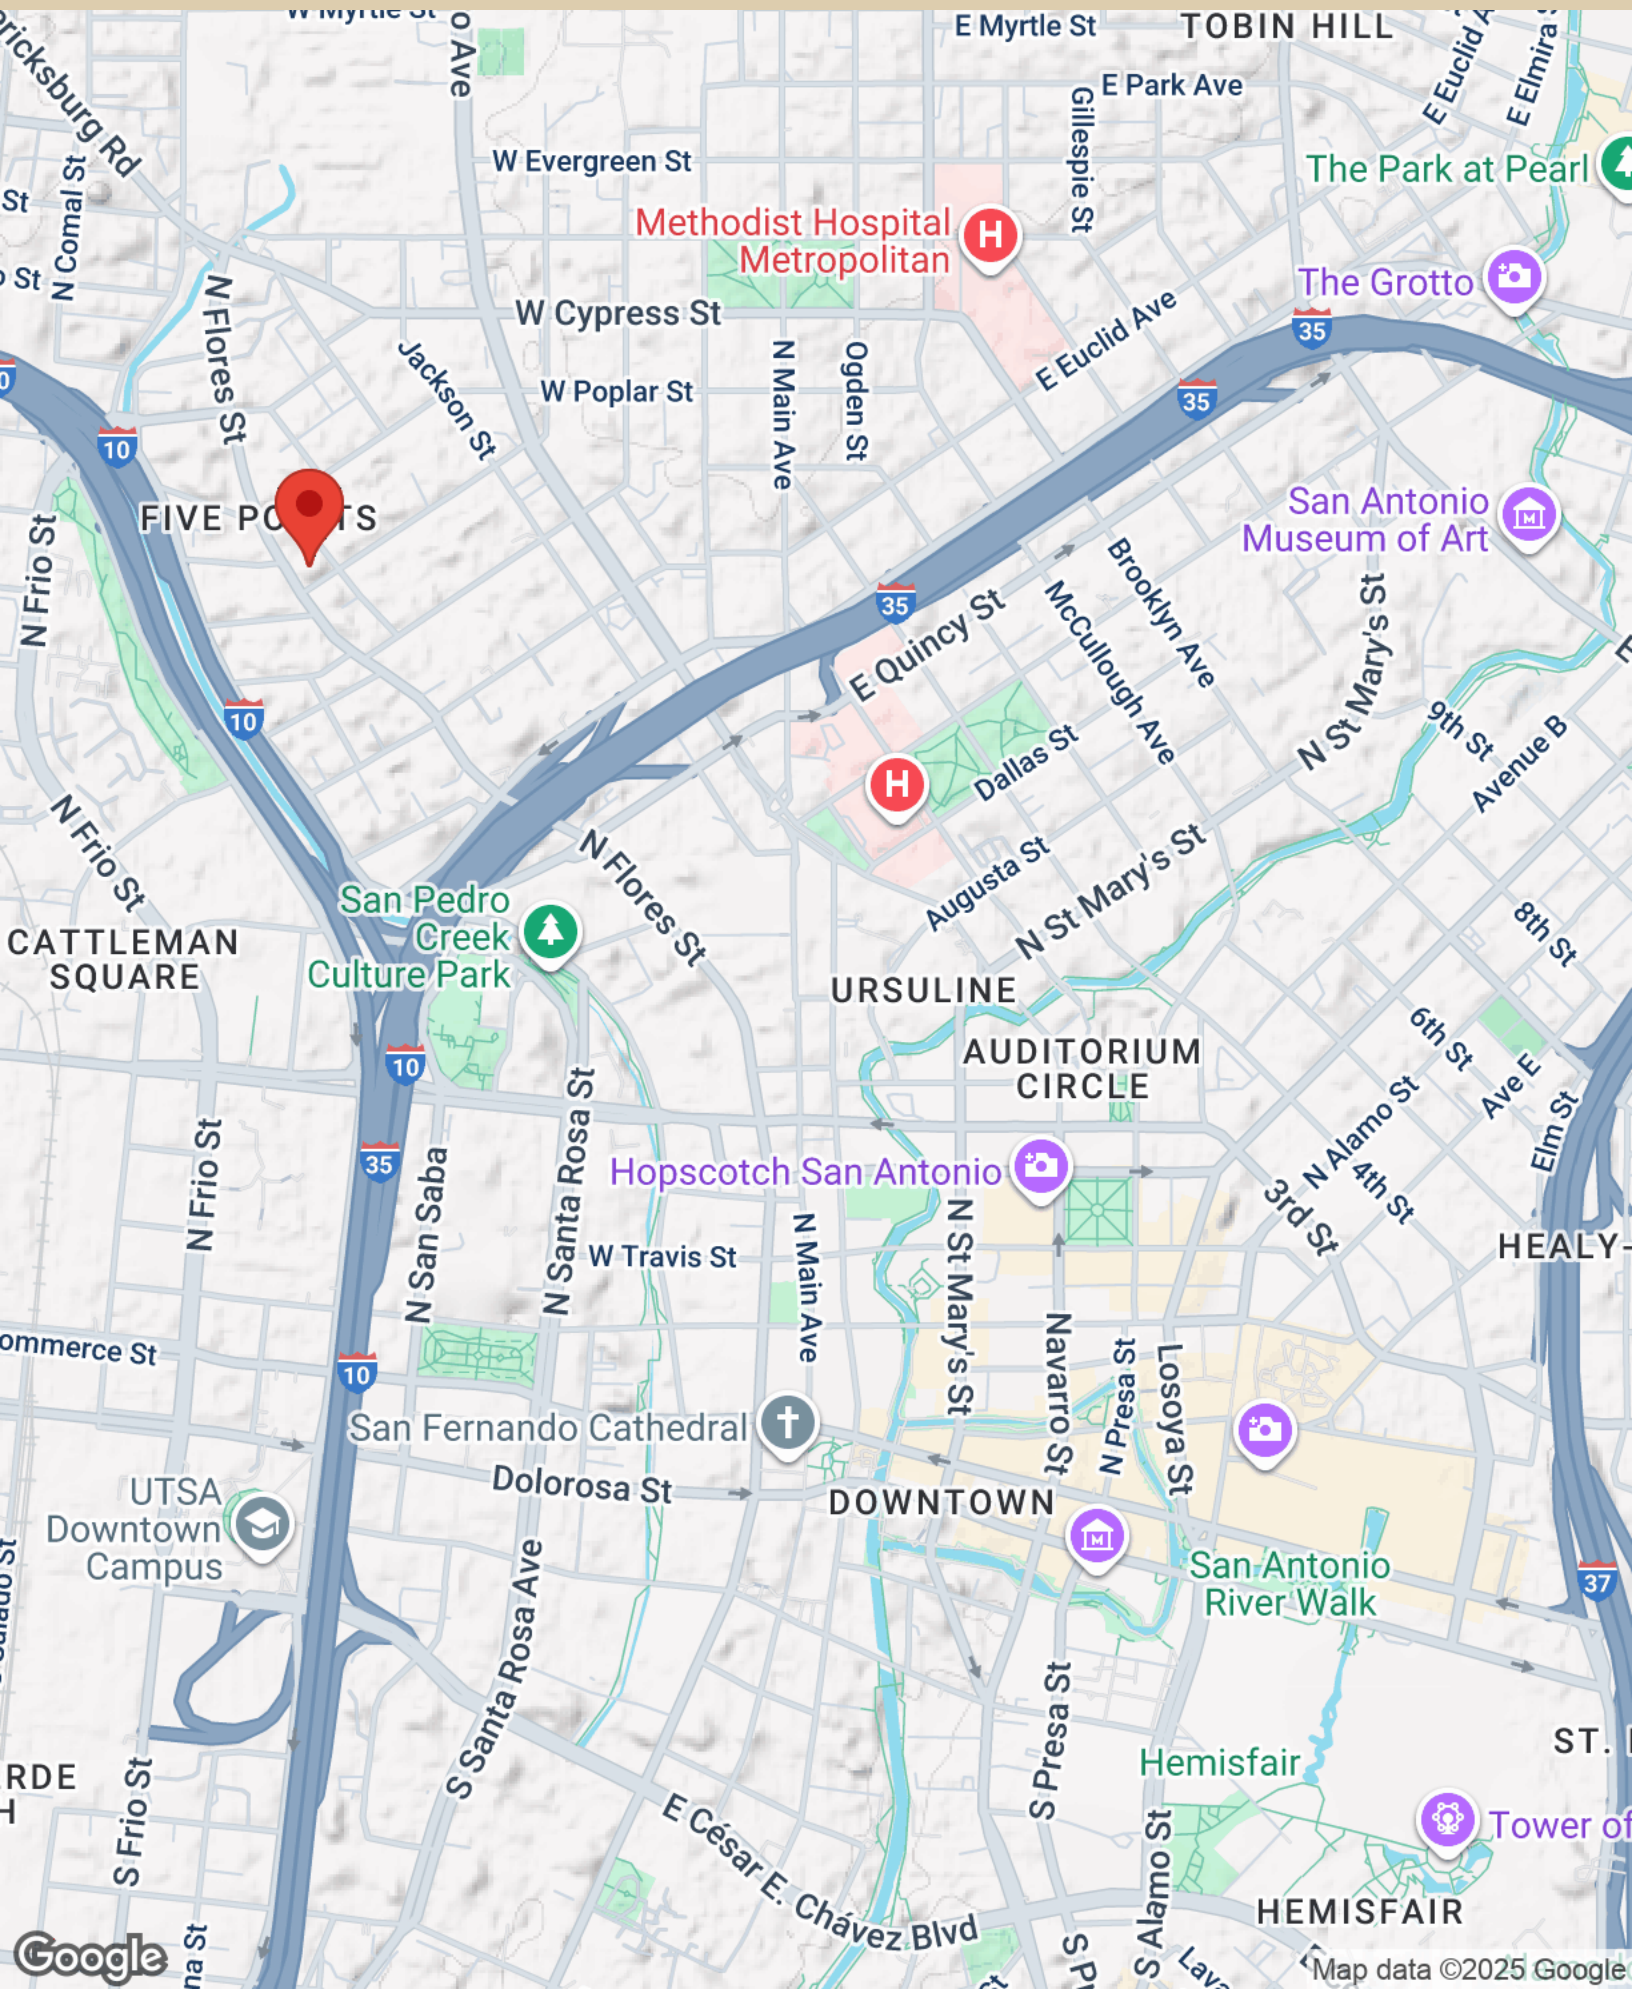 W Myrtle St
E Myrtle St
TOBIN HILL
E Park Ave
Gillespie St
W Evergreen St
The Park at Pearl
N Comal St
St
Methodist Hospital
Metropolitan
The Grotto
N Flores St
W Cypress St
35
E Euclid Ave
Jackson St
W Poplar St
N Main Ave
Ogden St
35
10
San Antonio
Museum of Art
FIVE
N Frio St
35
E Quincy St
Brooklyn Ave
McCullough Ave
N St Mary's St
10
9th St
Avenue B
Dallas St
H
H
N Frio St
N Flores St
Augusta St
N St Mary's St
8th St
San Pedro
Creek
Culture Park
CATTLEMAN
SQUARE
URSULINE
6th St
AUDITORIUM
CIRCLE
10
Ave E
Elm St
N Alamo St
4th St
3rd St
N Frio St
35
N San Saba
N Santa Rosa St
Hopscotch San Antonio
W Travis St
N Main Ave
N St Mary's St
Navarro St
N Presa St
Losoya St
10
San Fernando Cathedral
Dolorosa St
DOWNTOWN
UTSA
Downtown
Campus
San Antonio
River Walk
37
S Santa Rosa Ave
S Presa St
Hemisfair
S Frio St
Tower of
E César E. Chávez Blvd
S Alamo St
HEMISFAIR
Google
Map data ©2025 Google